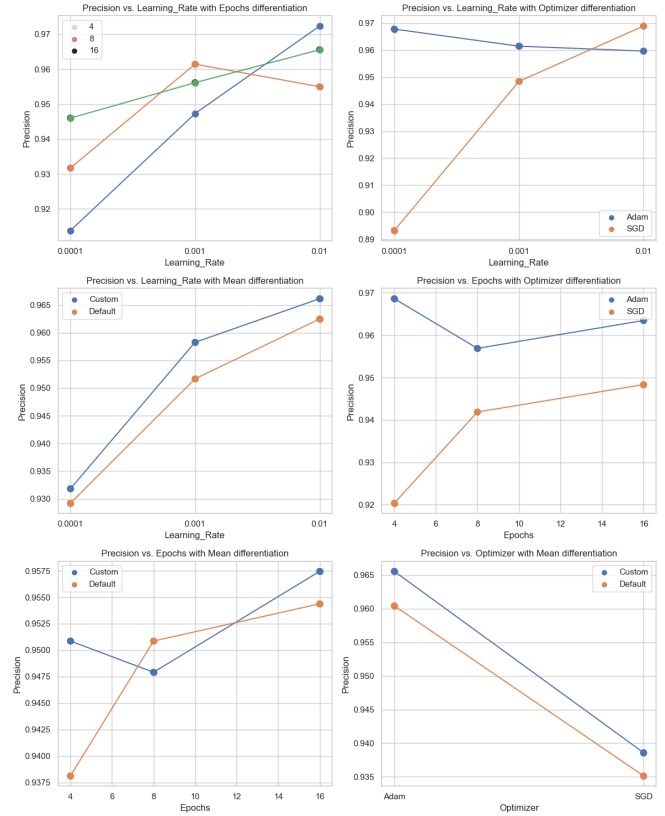 Precision vs. Learning_Rate with Epochs differentiation
4
8
16
0.97
0.96
0.95
0.94
0.93
0.92
Precision
0.0001
0.001
0.01
Learning_Rate
Precision vs. Learning_Rate with Optimizer differentiation
0.97
0.96
0.95
0.94
0.93
0.92
0.91
0.90
0.89
Precision
Adam
SGD
0.0001
0.001
0.01
Learning_Rate
Precision vs. Learning_Rate with Mean differentiation
Custom
Default
0.965
0.960
0.955
0.950
0.945
0.940
0.935
0.930
Precision
0.0001
0.001
0.01
Learning_Rate
Precision vs. Epochs with Optimizer differentiation
Adam
SGD
0.97
0.96
0.95
0.94
0.93
0.92
Precision
4
6
8
10
12
14
16
Epochs
Precision vs. Epochs with Mean differentiation
Custom
Default
0.9575
0.9550
0.9525
0.9500
0.9475
0.9450
0.9425
0.9400
0.9375
Precision
4
6
8
10
12
14
16
Epochs
Precision vs. Optimizer with Mean differentiation
Custom
Default
0.965
0.960
0.955
0.950
0.945
0.940
0.935
Precision
Adam
SGD
Optimizer